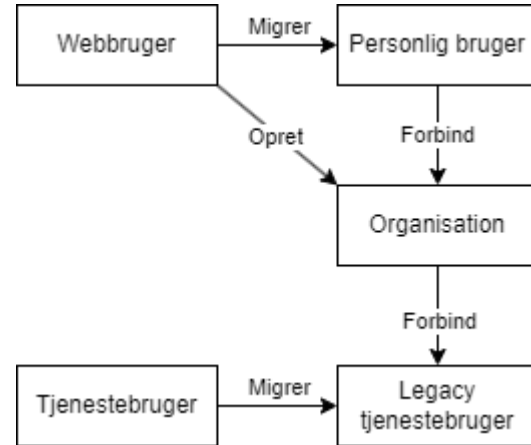 Webbruger
Migrer
Personlig bruger
Opret
Forbind
Organisation
Forbind
Tjenestebruger
Migrer
Legacy
tjenestebruger